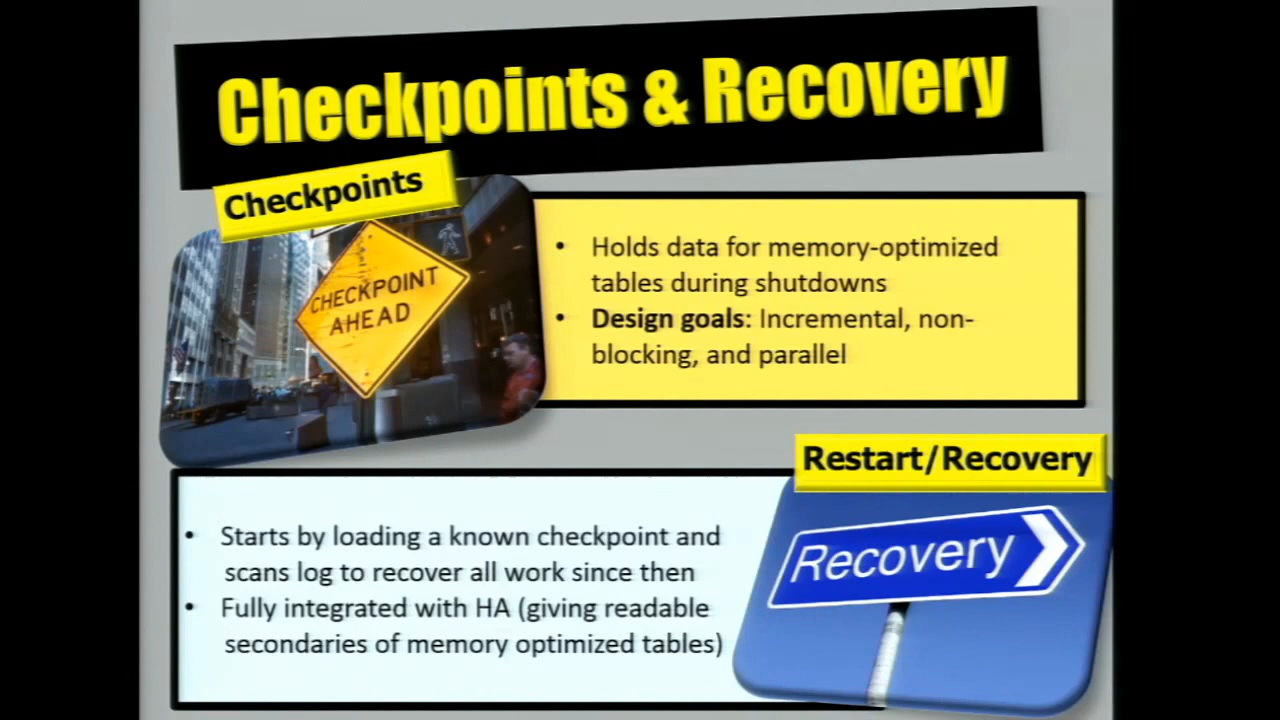 Checkpoints & Recovery
Checkpoints
CHECKPOINT
AHEAD
• Holds data for memory-optimized
tables during shutdowns
• Design goals: Incremental, non-
blocking, and parallel
Restart/Recovery
Recovery
• Starts by loading a known checkpoint and
scans log to recover all work since then
• Fully integrated with HA (giving readable
secondaries of memory optimized tables)